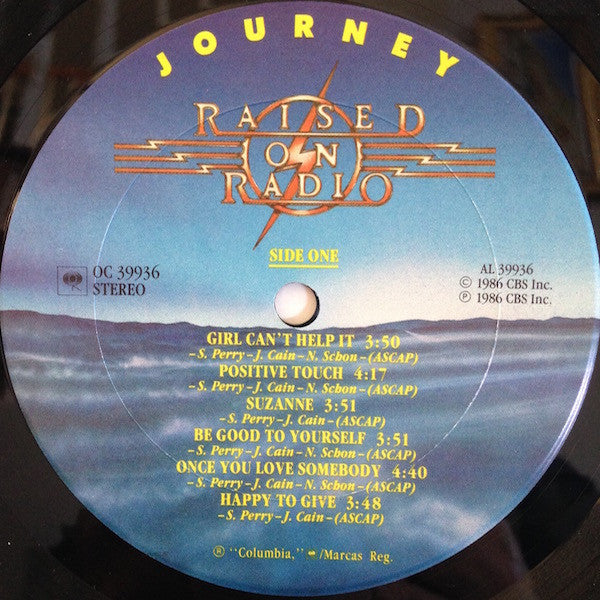 JOURNEY
RAISED
ON
RADIO
SIDE ONE
OC 39936
STEREO
AL 39936
© 1986 CBS Inc.
℗ 1986 CBS Inc.
GIRL CAN'T HELP IT 3:50
-S. Perry-J. Cain-N. Schon-(ASCAP)
POSITIVE TOUCH 4:17
-S. Perry-J. Cain-N. Schon-(ASCAP)
SUZANNE 3:51
-S. Perry-J. Cain-(ASCAP)
BE GOOD TO YOURSELF 3:51
-S. Perry-J. Cain-N. Schon-(ASCAP)
ONCE YOU LOVE SOMEBODY 4:40
-S. Perry-J. Cain-N. Schon-(ASCAP)
HAPPY TO GIVE 3:48
-S. Perry-J. Cain-(ASCAP)
® "Columbia," /Marcas Reg.